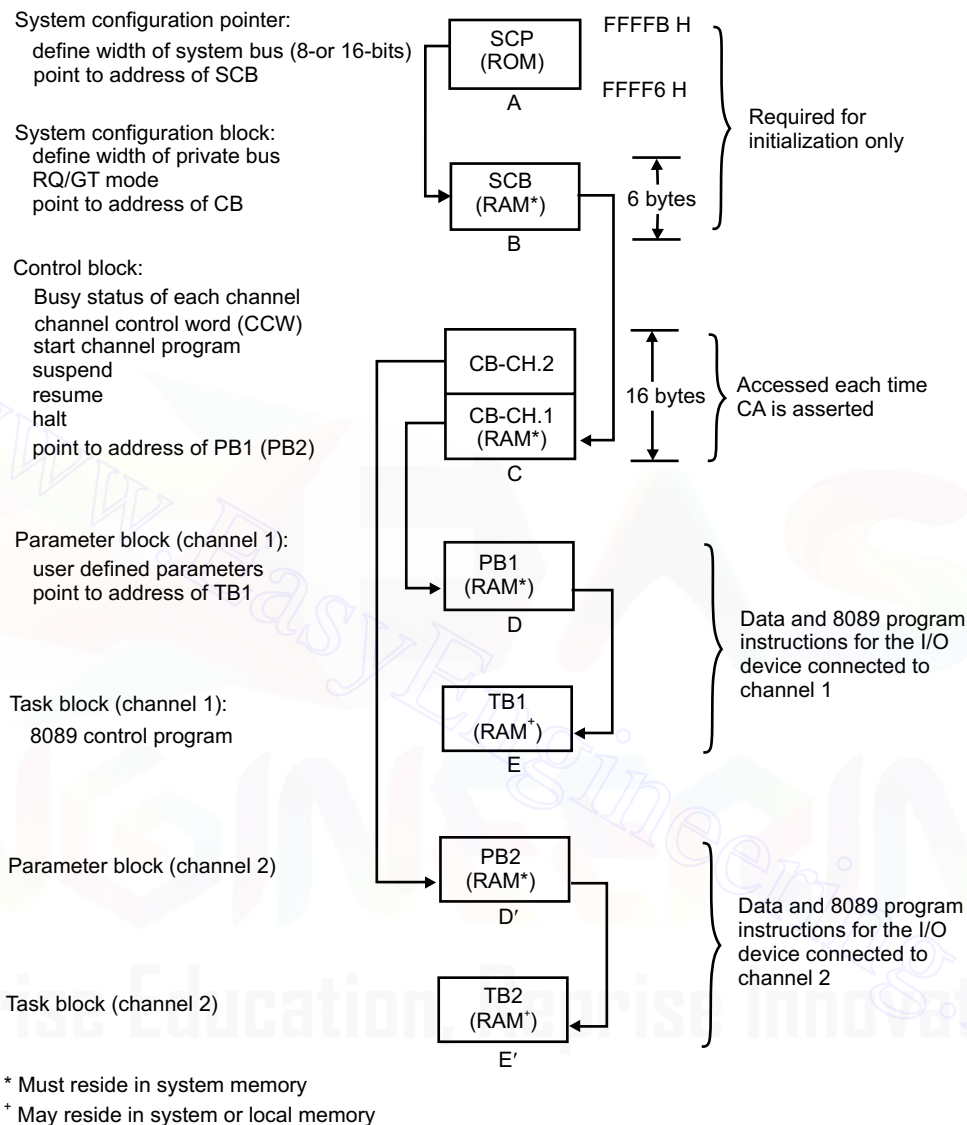 System configuration pointer:
define width of system bus (8-or 16-bits)
point to address of SCB
SCP
(ROM)
A
FFFFB H
FFFF6 H
Required for
initialization only
System configuration block:
define width of private bus
RQ/GT mode
point to address of CB
SCB
(RAM*)
B
6 bytes
Control block:
Busy status of each channel
channel control word (CCW)
start channel program
suspend
resume
halt
point to address of PB1 (PB2)
CB-CH.2
CB-CH.1
(RAM*)
C
16 bytes
Accessed each time
CA is asserted
Parameter block (channel 1):
user defined parameters
point to address of TB1
PB1
(RAM*)
D
Data and 8089 program
instructions for the I/O
device connected to
channel 1
Task block (channel 1):
8089 control program
TB1
(RAM+)
E
Parameter block (channel 2)
PB2
(RAM*)
D′
Data and 8089 program
instructions for the I/O
device connected to
channel 2
Task block (channel 2)
TB2
(RAM+)
E′
* Must reside in system memory
+ May reside in system or local memory
www.EasyEngineering.